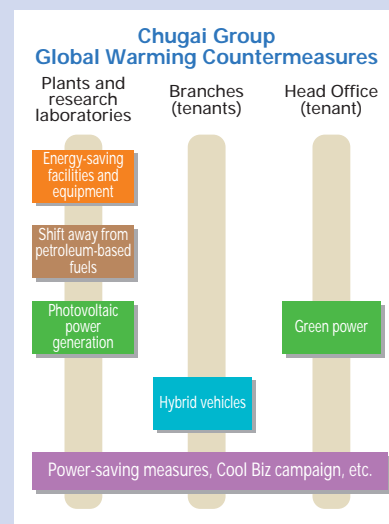 Chugai Group
Global Warming Countermeasures
Plants and
research
laboratories
Branches
(tenants)
Head Office
(tenant)
Energy-saving
facilities and
equipment
Shift away from
petroleum-based
fuels
Photovoltaic
power
generation
Green power
Hybrid vehicles
Power-saving measures, Cool Biz campaign, etc.